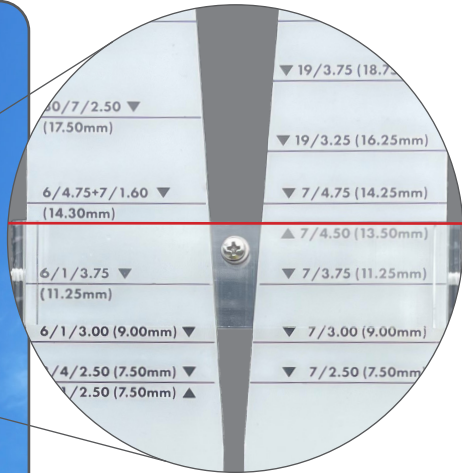 ▼ 19/3.75
30/7/2.50 ▼
(17.50mm)
▼ 19/3.25 (16.25mm)
6/4.75+7/1.60 ▼
(14.30mm)
▼ 7/4.75 (14.25mm)
▲ 7/4.50 (13.50mm)
6/1/3.75 ▼
(11.25mm)
▼ 7/3.75 (11.25mm)
6/1/3.00 (9.00mm) ▼
▼ 7/3.00 (9.00mm)
/4/2.50 (7.50mm) ▼
/2.50 (7.50mm) ▲
▼ 7/2.50 (7.50mm)